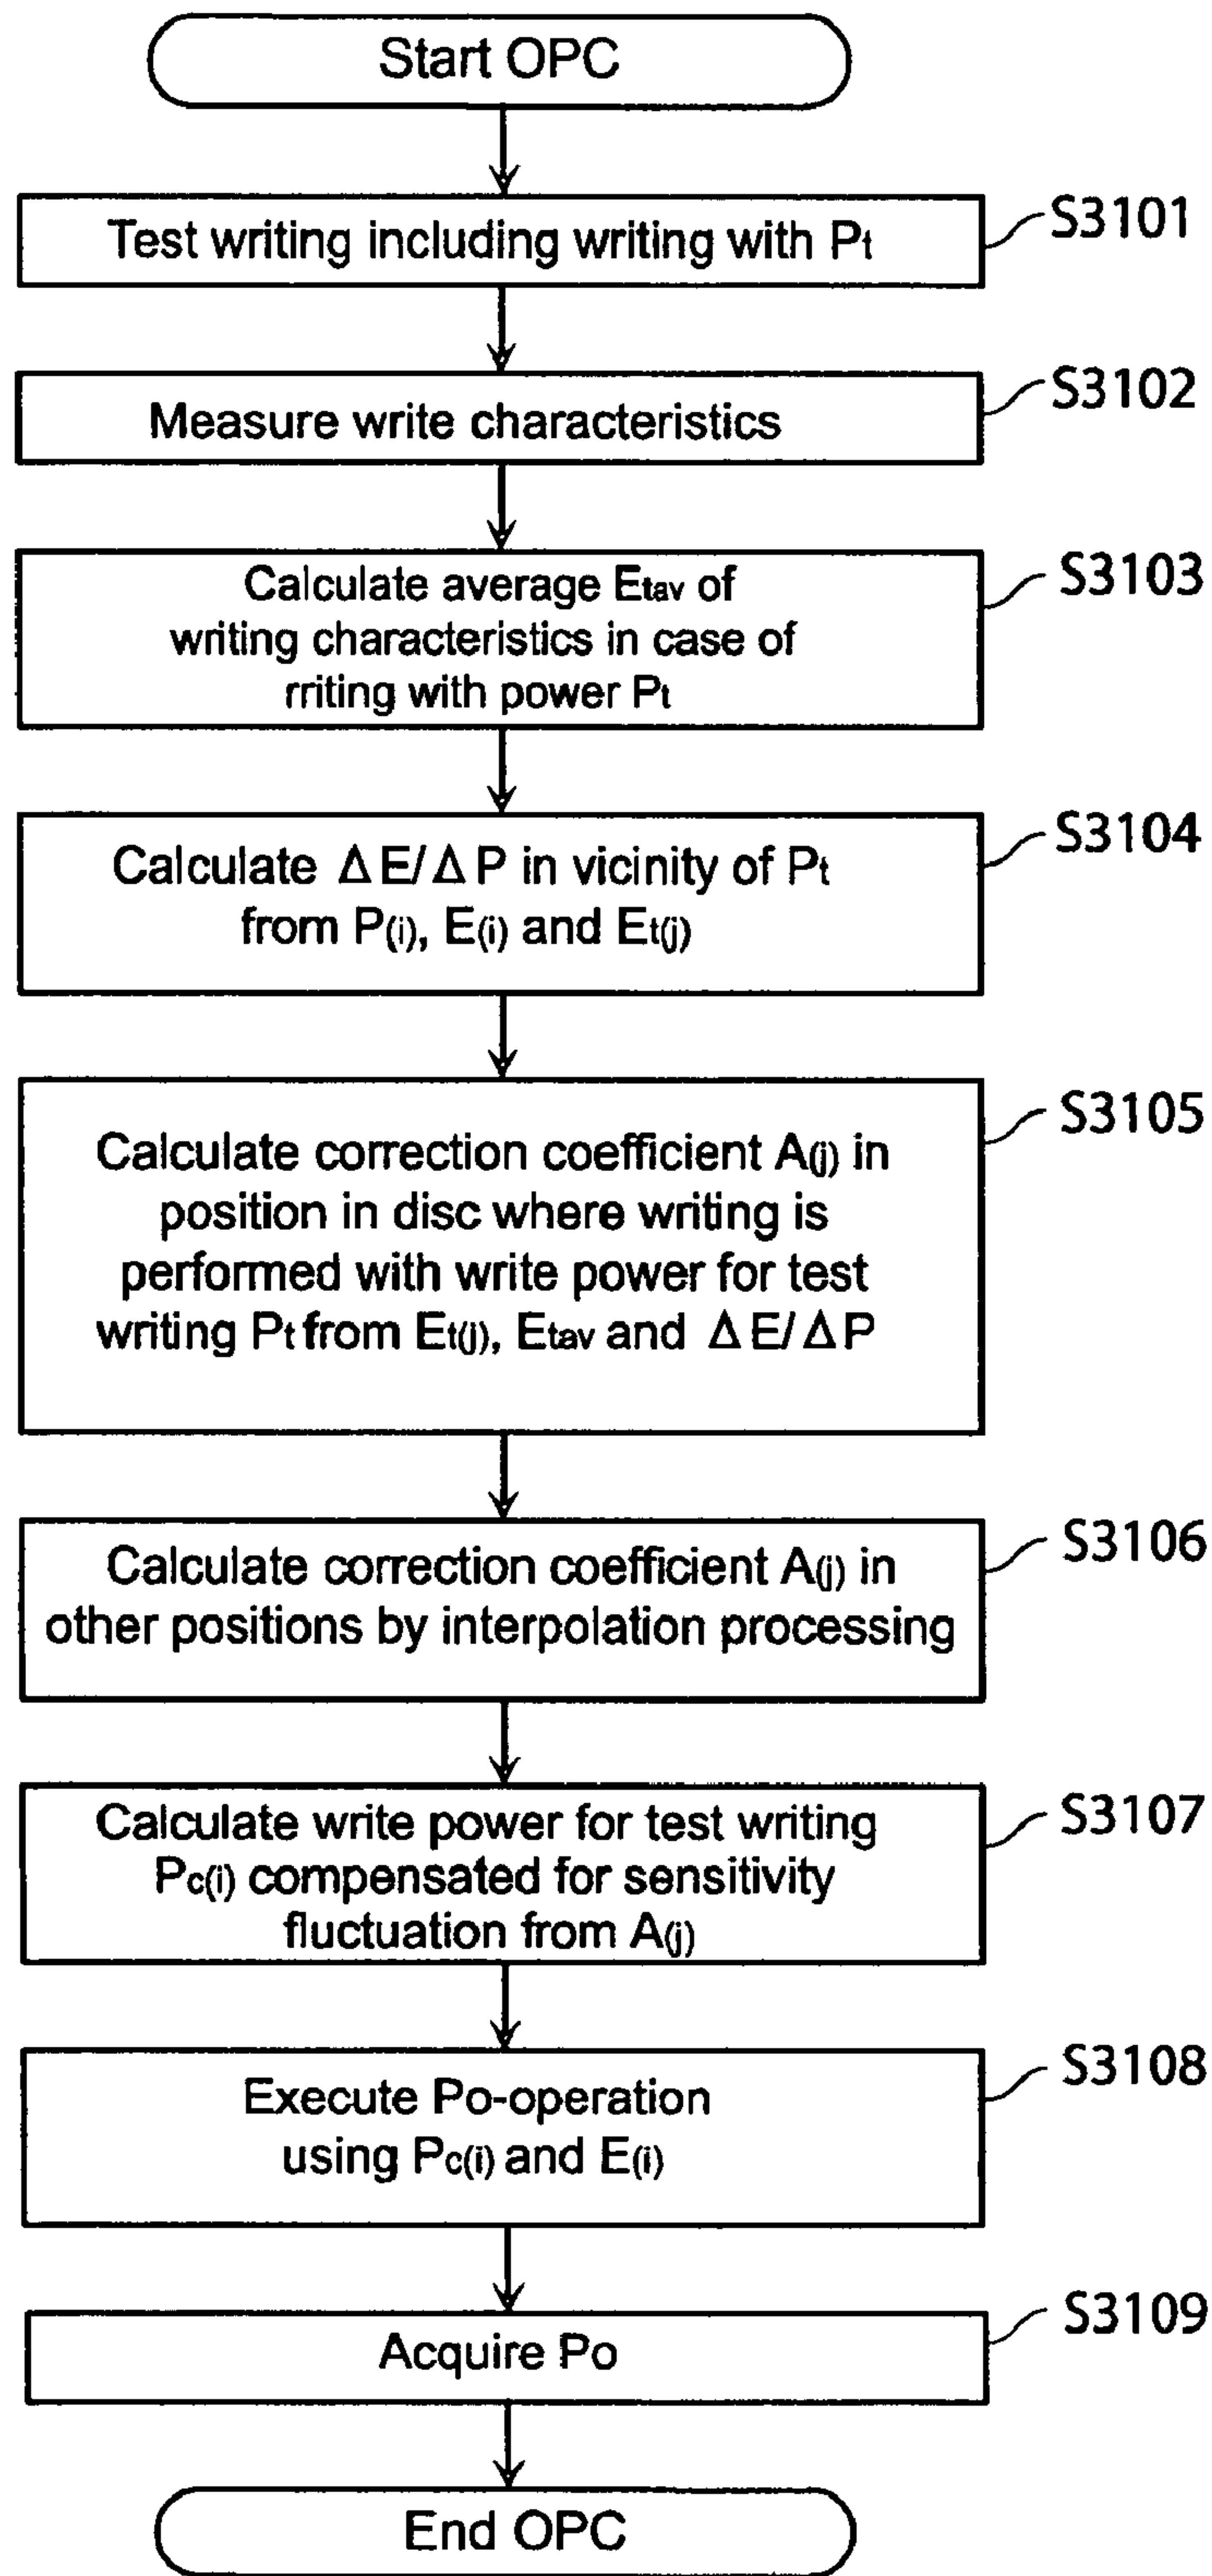 Start OPC
Test writing including writing with Pt
S3101
Measure write characteristics
S3102
Calculate average Etav of
writing characteristics in case of
rriting with power Pt
S3103
Calculate ΔE/ΔP in vicinity of Pt
from P(i), E(i) and Et(j)
S3104
Calculate correction coefficient A(j) in
position in disc where writing is
performed with write power for test
writing Pt from Et(j), Etav and ΔE/ΔP
S3105
Calculate correction coefficient A(j) in
other positions by interpolation processing
S3106
Calculate write power for test writing
Pc(i) compensated for sensitivity
fluctuation from A(j)
S3107
Execute Po-operation
using Pc(i) and E(i)
S3108
Acquire Po
S3109
End OPC